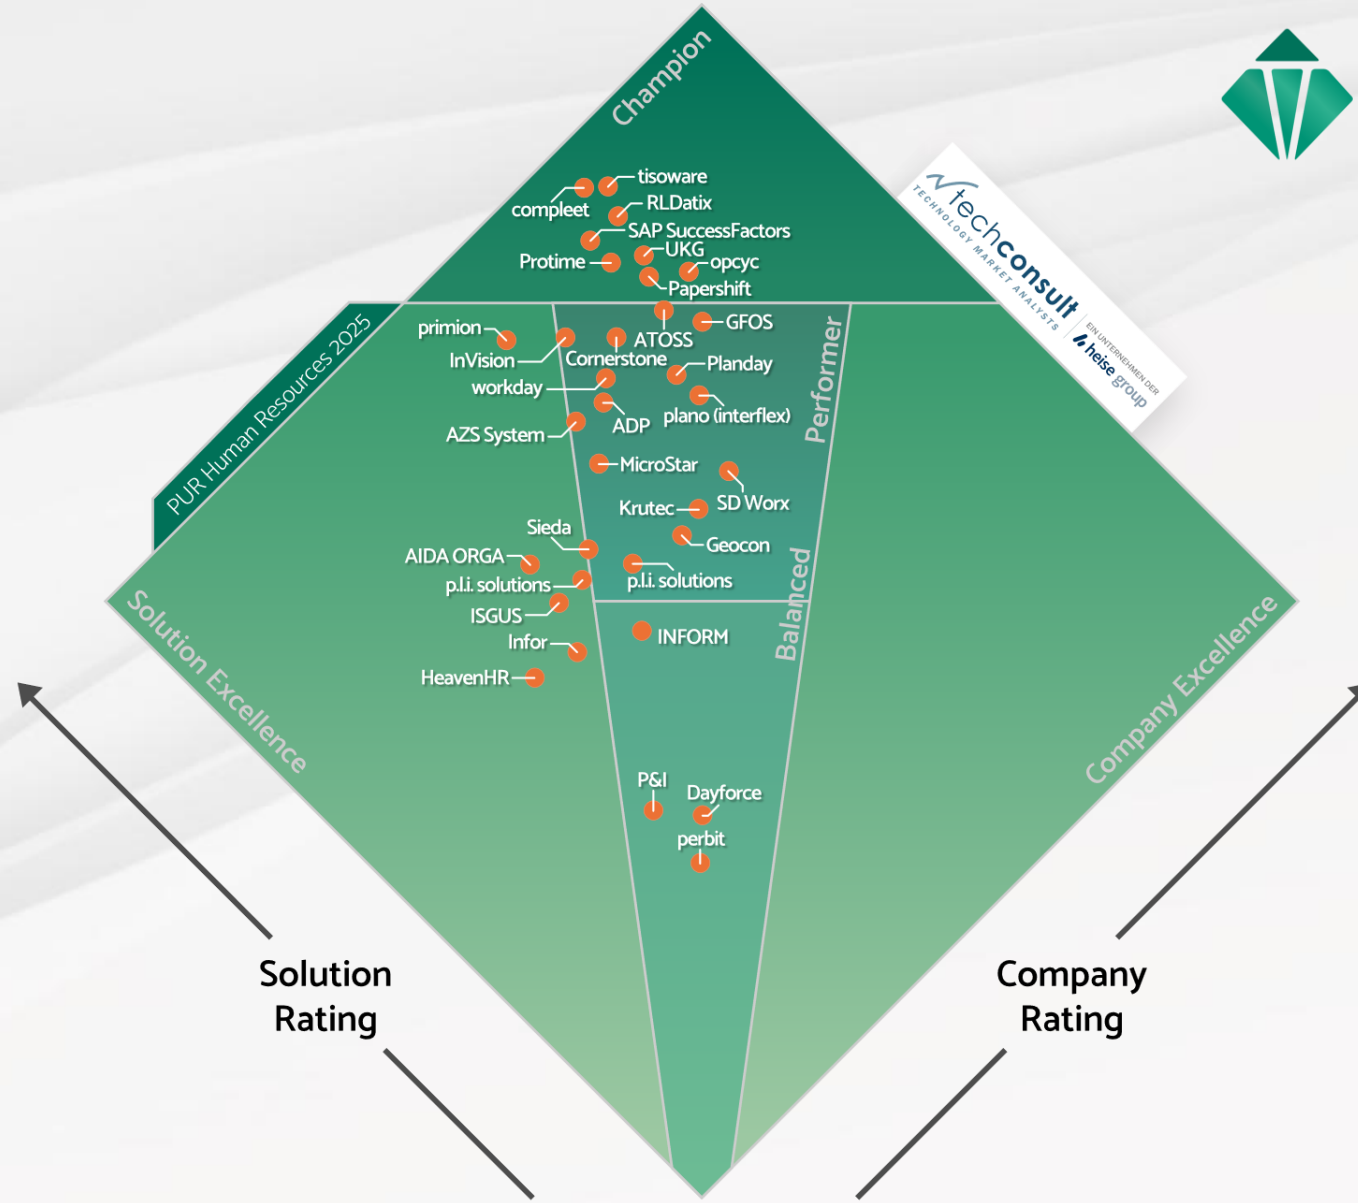 Champion
tisoware
compleet
RLDatix
SAP SuccessFactors
UKG
Protime
opcyc
Papershift
techconsult
TECHNOLOGY MARKET ANALYSTS
EIN UNTERNEHMEN DER
heise group
PUR Human Resources 2025
primion
GFOS
ATOSS
InVision
Cornerstone
Planday
Performer
workday
plano (interflex)
ADP
AZS System
MicroStar
SD Worx
Krutec
Sieda
Geocon
AIDA ORGA
p.l.i. solutions
p.l.i. solutions
Balanced
ISGUS
INFORM
Infor
HeavenHR
Solution Excellence
Company Excellence
P&I
Dayforce
perbit
Solution
Rating
Company
Rating